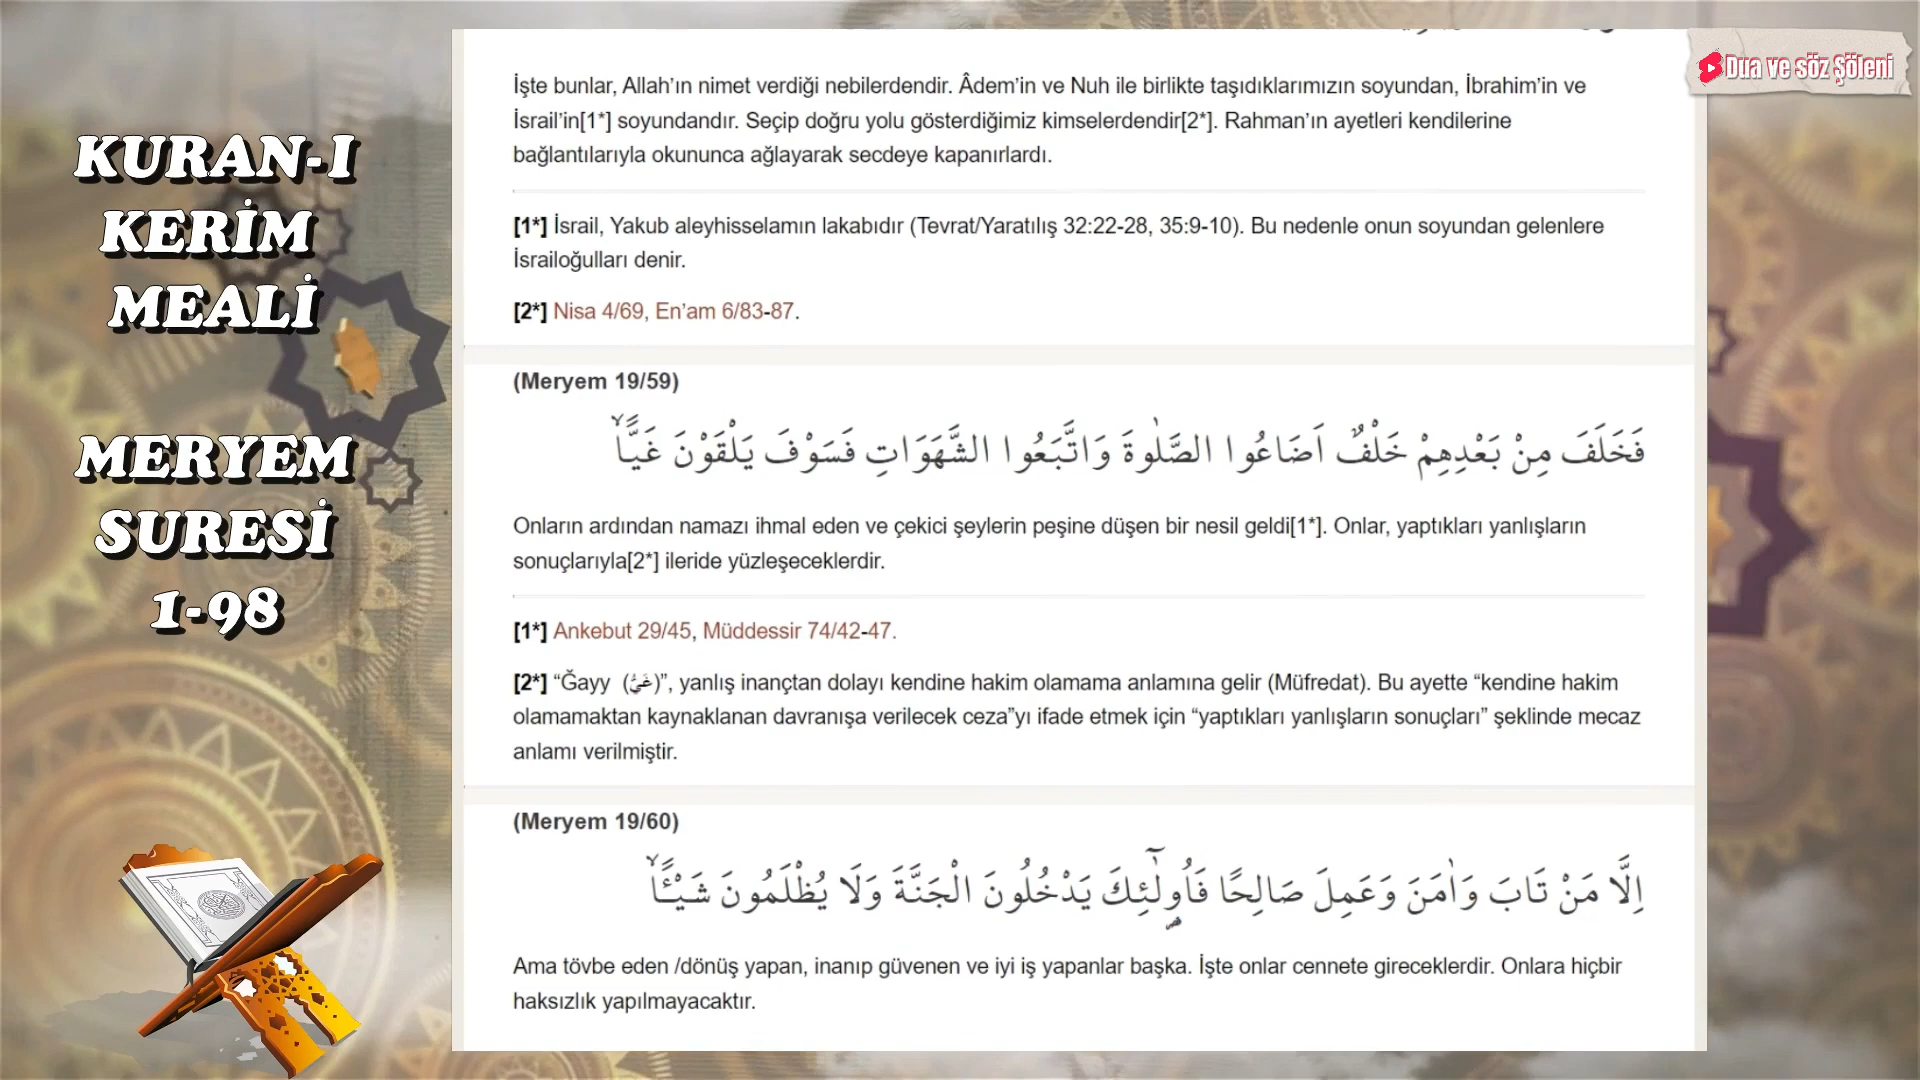 KURAN-I
KERİM
MEALİ
MERYEM
SURESİ
1-98
Dua ve söz Şöleni
İşte bunlar, Allah’ın nimet verdiği nebilerdendir. Âdem’in ve Nuh ile birlikte taşıdıklarımızın soyundan, İbrahim’in ve
İsrail’in[1*] soyundandır. Seçip doğru yolu gösterdiğimiz kimselerdendir[2*]. Rahman’ın ayetleri kendilerine
bağlantılarıyla okununca ağlayarak secdeye kapanırlardı.
[1*] İsrail, Yakub aleyhisselamın lakabıdır (Tevrat/Yaratılış 32:22-28, 35:9-10). Bu nedenle onun soyundan gelenlere
İsrailoğulları denir.
[2*] Nisa 4/69, En’am 6/83-87.
(Meryem 19/59)
فَخَلَفَ مِنْ بَعْدِهِمْ خَلْفٌ اَضَاعُوا الصَّلٰوةَ وَاتَّبَعُوا الشَّهَوَاتِ فَسَوْفَ يَلْقَوْنَ غَيًّاۙ
Onların ardından namazı ihmal eden ve çekici şeylerin peşine düşen bir nesil geldi[1*]. Onlar, yaptıkları yanlışların
sonuçlarıyla[2*] ileride yüzleşeceklerdir.
[1*] Ankebut 29/45, Müddessir 74/42-47.
[2*] “Ğayy (غَيُّ)”, yanlış inançtan dolayı kendine hakim olamama anlamına gelir (Müfredat). Bu ayette “kendine hakim
olamamaktan kaynaklanan davranışa verilecek ceza”yı ifade etmek için “yaptıkları yanlışların sonuçları” şeklinde mecaz
anlamı verilmiştir.
(Meryem 19/60)
اِلَّا مَنْ تَابَ وَاٰمَنَ وَعَمِلَ صَالِحًا فَاُو۬لٰٓئِكَ يَدْخُلُونَ الْجَنَّةَ وَلَا يُظْلَمُونَ شَيْـًٔاۙ
Ama tövbe eden /dönüş yapan, inanıp güvenen ve iyi iş yapanlar başka. İşte onlar cennete gireceklerdir. Onlara hiçbir
haksızlık yapılmayacaktır.